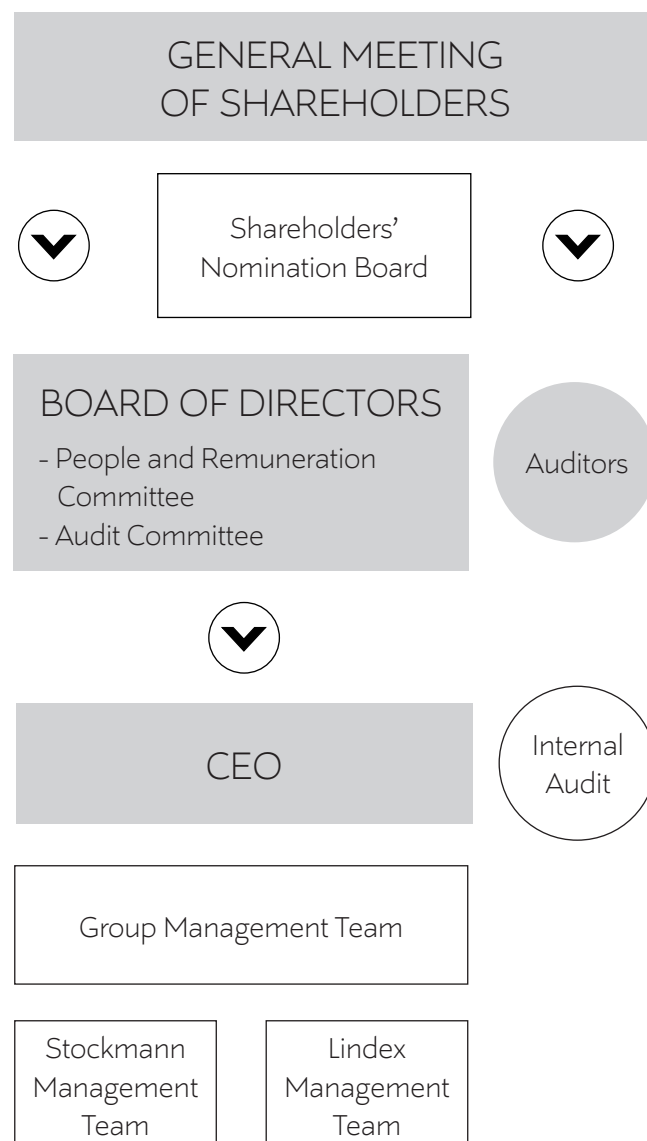 GENERAL MEETING
OF SHAREHOLDERS
Shareholders’
Nomination Board
BOARD OF DIRECTORS
- People and Remuneration
Committee
- Audit Committee
Auditors
CEO
Internal
Audit
Group Management Team
Stockmann
Management
Team
Lindex
Management
Team